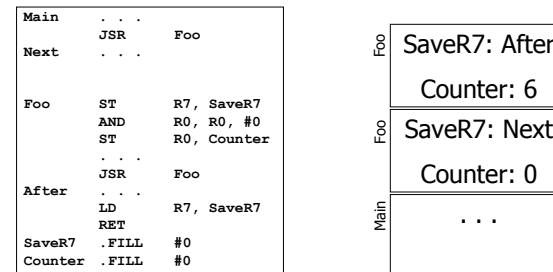 Main . . .
JSR Foo
Next . . .
Foo ST R7, SaveR7
AND R0, R0, #0
ST R0, Counter
. . .
JSR Foo
After . . .
LD R7, SaveR7
RET
SaveR7 .FILL #0
Counter .FILL #0
Foo
SaveR7: After
Counter: 6
Foo
SaveR7: Next
Counter: 0
Main
. . .